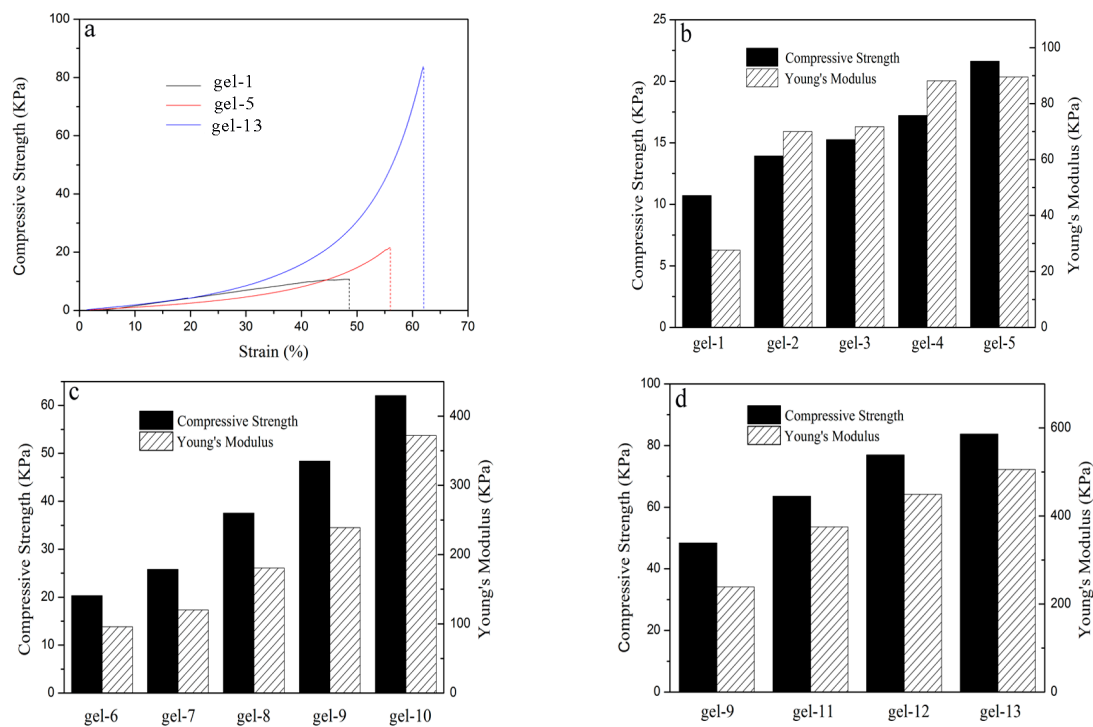 a
gel-1
gel-5
gel-13
100
80
60
40
20
0
0 10 20 30 40 50 60 70
Compressive Strength (KPa)
Strain (%)
b
Compressive Strength
Young's Modulus
25
20
15
10
5
0
100
80
60
40
20
0
Compressive Strength (KPa)
Young's Modulus (KPa)
gel-1 gel-2 gel-3 gel-4 gel-5
c
Compressive Strength
Young's Modulus
60
50
40
30
20
10
0
400
300
200
100
0
Compressive Strength (KPa)
Young's Modulus (KPa)
gel-6 gel-7 gel-8 gel-9 gel-10
d
Compressive Strength
Young's Modulus
100
80
60
40
20
0
600
400
200
0
Compressive Strength (KPa)
Young's Modulus (KPa)
gel-9 gel-11 gel-12 gel-13